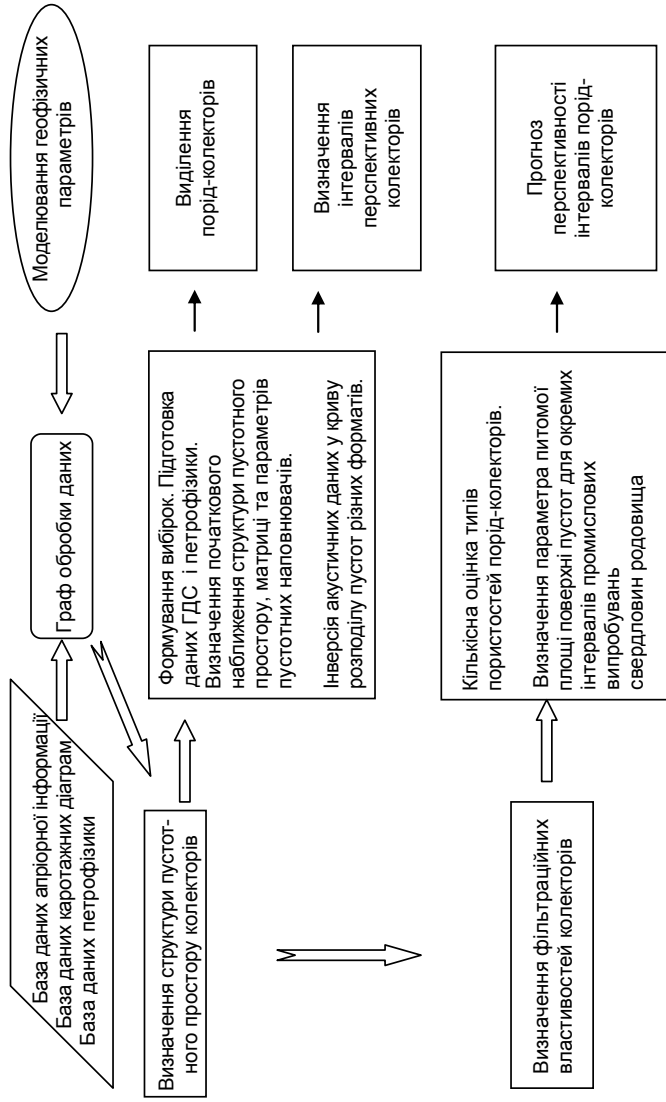 База даних апріорної інформації
База даних каротажних діаграм
База даних петрофізики
Граф обробки даних
Моделювання геофізичних
параметрів
Визначення структури пустот-
ного простору колекторів
Формування вибірок. Підготовка
даних ГДС і петрофізики.
Визначення початкового
наближення структури пустотного
простору, матриці та параметрів
пустотних наповнювачів.
Інверсія акустичних даних у криву
розподілу пустот різних форматів.
Виділення
порід-колекторів
Визначення
інтервалів
перспективних
колекторів
Визначення фільтраційних
властивостей колекторів
Кількісна оцінка типів
пористостей порід-колекторів.
Визначення параметра питомої
площі поверхні пустот для окремих
інтервалів промислових
випробувань
свердловин родовища
Прогноз
перспективності
інтервалів порід-
колекторів